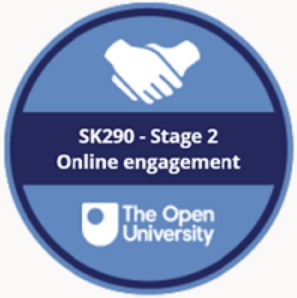 SK290 - Stage 2
Online engagement
The Open
University